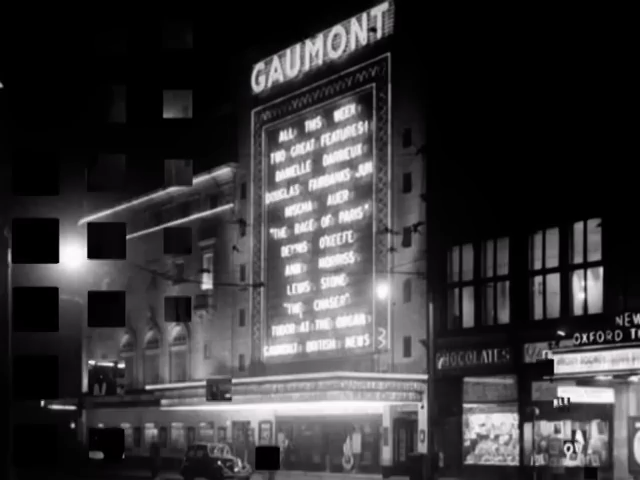 GAUMONT
ALL THIS WEEK
TWO GREAT FEATURES!
DANIELLE DARRIEUX
DOUGLAS FAIRBANKS JUN
MISCHA AUER
"THE RAGE OF PARIS"
DENNIS O'KEEFE
ANN MORRISS
LEWIS STONE
"THE CHASER"
TUDOR AT THE ORGAN
GAUMONT BRITISH NEWS
CHOCOLATES
NEW
OXFORD